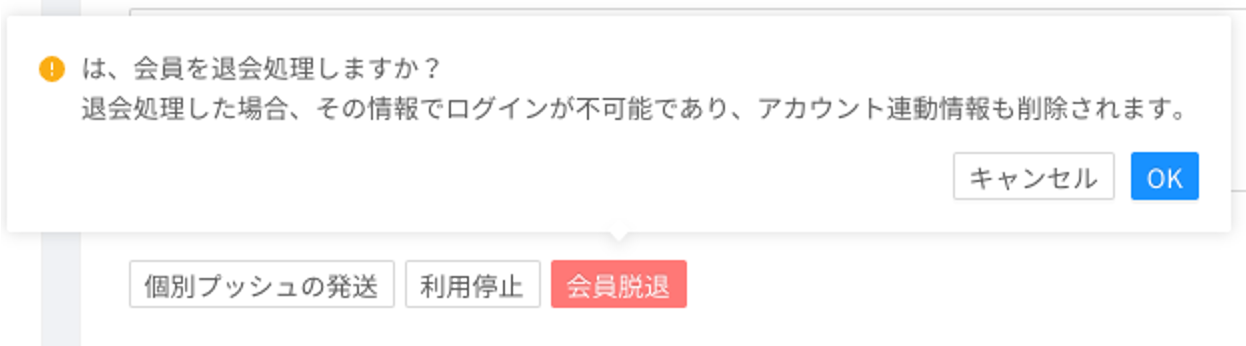 は、会員を退会処理しますか？
退会処理した場合、その情報でログインが不可能であり、アカウント連動情報も削除されます。
キャンセル OK
個別プッシュの発送 利用停止 会員脱退